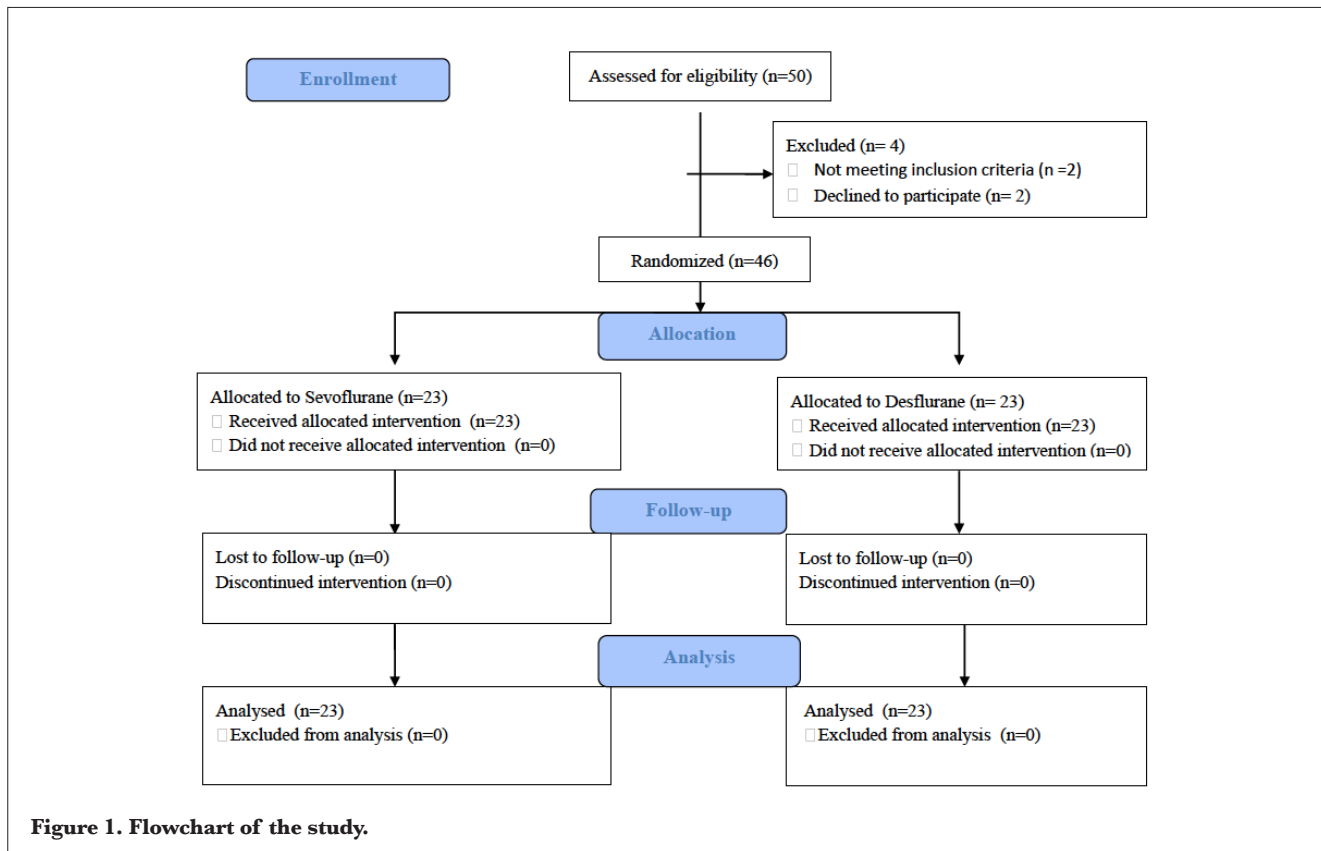 Enrollment
Assessed for eligibility (n=50)
Excluded (n= 4)
Not meeting inclusion criteria (n =2)
Declined to participate (n= 2)
Randomized (n=46)
Allocation
Allocated to Sevoflurane (n=23)
Received allocated intervention (n=23)
Did not receive allocated intervention (n=0)
Allocated to Desflurane (n= 23)
Received allocated intervention (n=23)
Did not receive allocated intervention (n=0)
Follow-up
Lost to follow-up (n=0)
Discontinued intervention (n=0)
Lost to follow-up (n=0)
Discontinued intervention (n=0)
Analysis
Analysed (n=23)
Excluded from analysis (n=0)
Analysed (n=23)
Excluded from analysis (n=0)
Figure 1. Flowchart of the study.